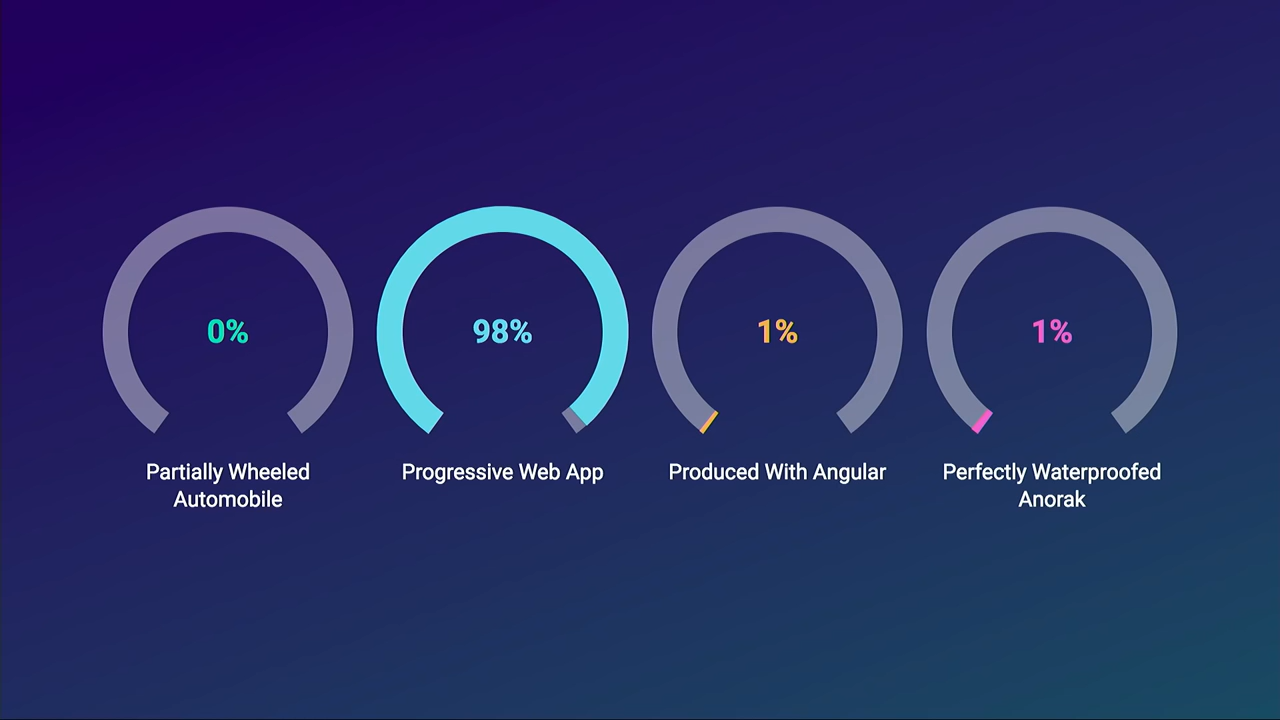 0%
98%
1%
1%
Partially Wheeled
Automobile
Progressive Web App
Produced With Angular
Perfectly Waterproofed
Anorak